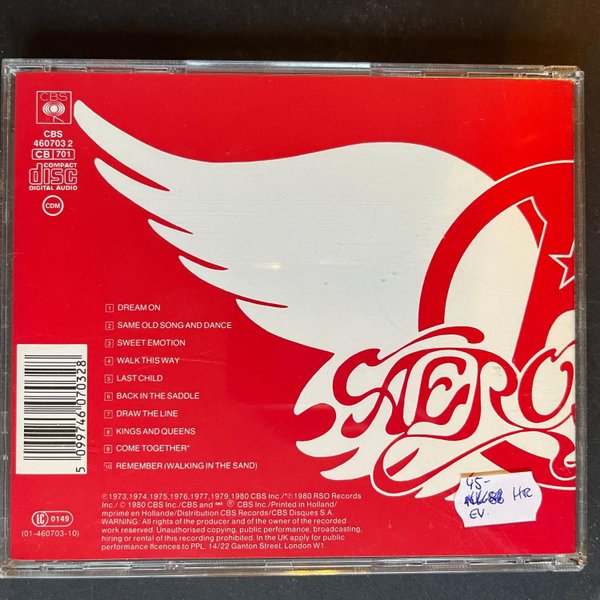 CBS
CBS
460703 2
CB 701
COMPACT
disc
DIGITAL AUDIO
CDM
1 DREAM ON
2 SAME OLD SONG AND DANCE
3 SWEET EMOTION
4 WALK THIS WAY
5 LAST CHILD
6 BACK IN THE SADDLE
7 DRAW THE LINE
8 KINGS AND QUEENS
9 COME TOGETHER*
10 REMEMBER (WALKING IN THE SAND)
5 099746 070328
AERO
45-
HR
EV.
℗ 1973,1974,1975,1976,1977,1979,1980 CBS Inc./*℗ 1980 RSO Records
Inc./ © 1980 CBS Inc./CBS and ® CBS Inc./Printed in Holland/
Imprimé en Hollande/Distribution CBS Records/CBS Disques S.A.
WARNING: All rights of the producer and of the owner of the recorded
work reserved. Unauthorised copying, public performance, broadcasting,
hiring or rental of this recording prohibited. In the UK apply for public
performance licences to PPL, 14/22 Ganton Street, London W1
LC 0149
(01-460703-10)